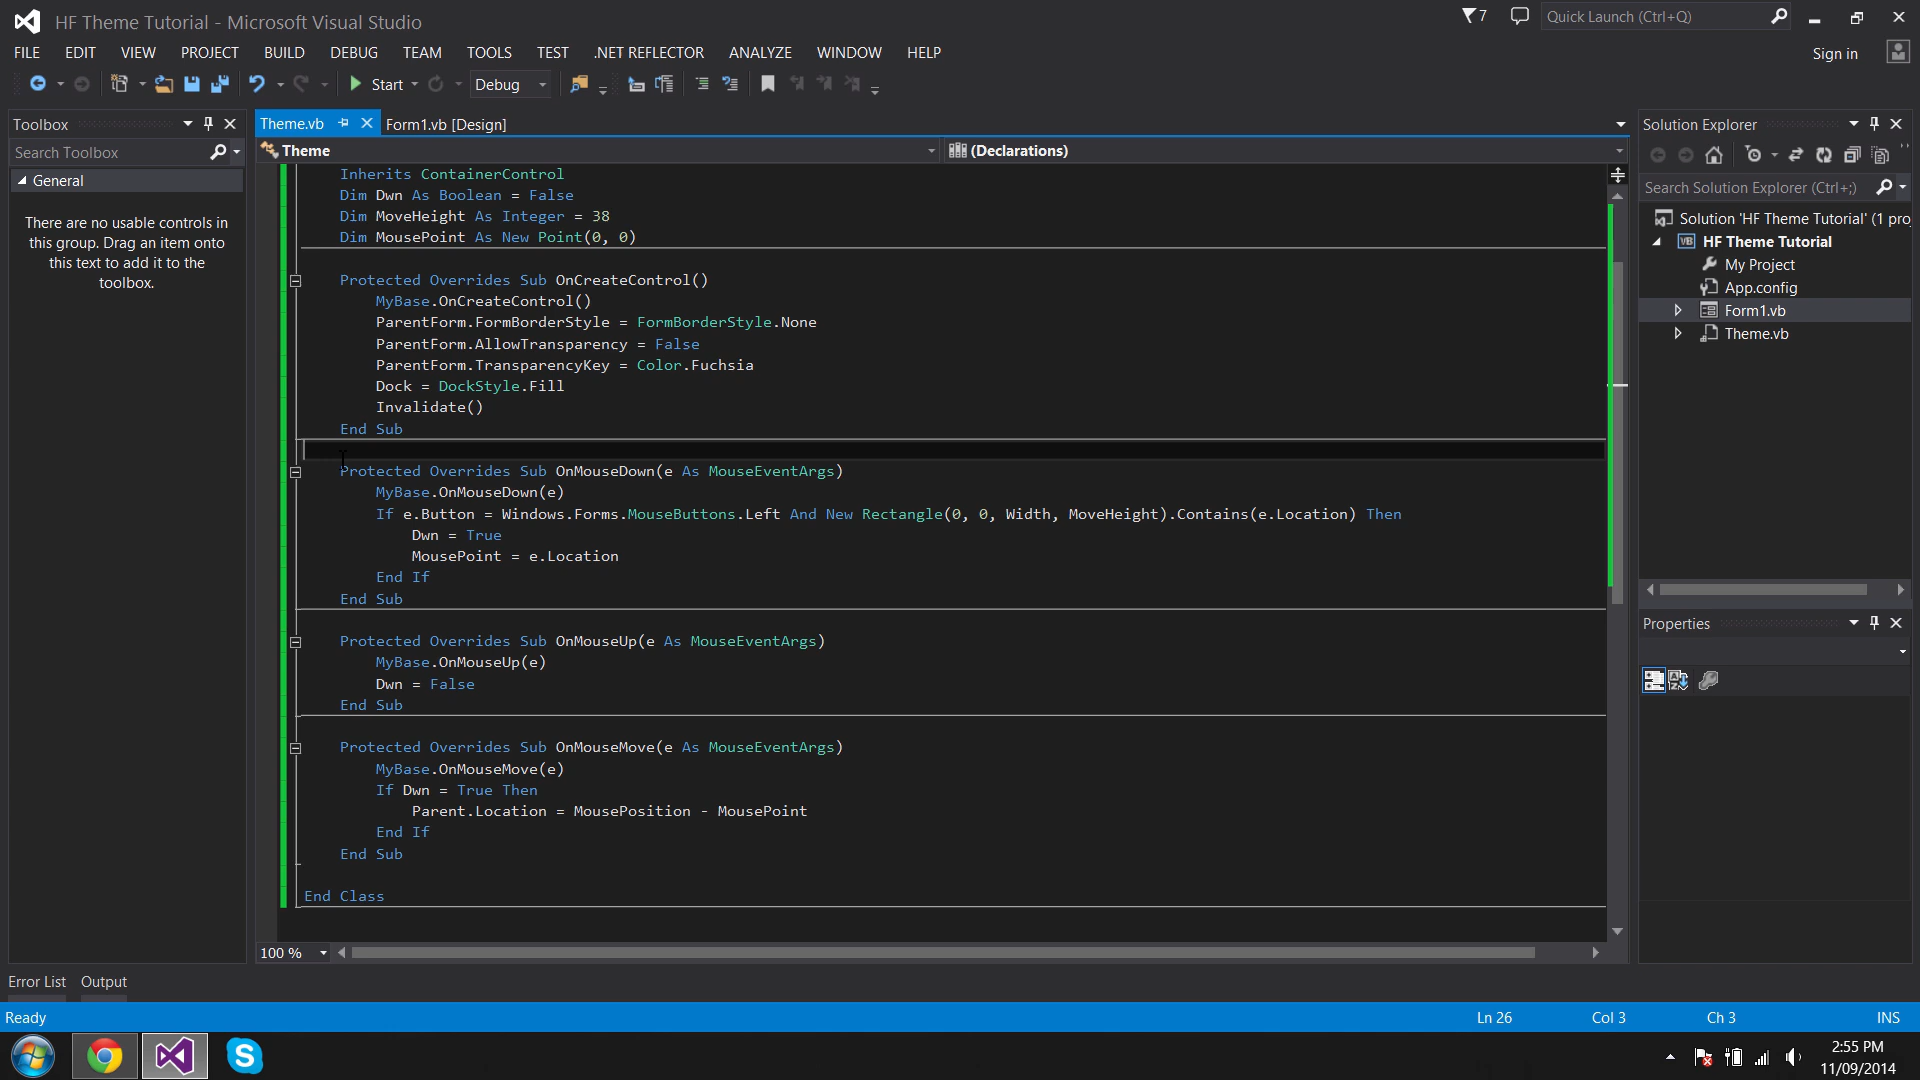 HF Theme Tutorial - Microsoft Visual Studio
7
Quick Launch (Ctrl+Q)
FILE EDIT VIEW PROJECT BUILD DEBUG TEAM TOOLS TEST .NET REFLECTOR ANALYZE WINDOW HELP
Sign in
Start
Debug
Toolbox
Search Toolbox
General
There are no usable controls in
this group. Drag an item onto
this text to add it to the
toolbox.
Theme.vb
Form1.vb [Design]
Theme
(Declarations)
Inherits ContainerControl
Dim Dwn As Boolean = False
Dim MoveHeight As Integer = 38
Dim MousePoint As New Point(0, 0)
Protected Overrides Sub OnCreateControl()
MyBase.OnCreateControl()
ParentForm.FormBorderStyle = FormBorderStyle.None
ParentForm.AllowTransparency = False
ParentForm.TransparencyKey = Color.Fuchsia
Dock = DockStyle.Fill
Invalidate()
End Sub
Protected Overrides Sub OnMouseDown(e As MouseEventArgs)
MyBase.OnMouseDown(e)
If e.Button = Windows.Forms.MouseButtons.Left And New Rectangle(0, 0, Width, MoveHeight).Contains(e.Location) Then
Dwn = True
MousePoint = e.Location
End If
End Sub
Protected Overrides Sub OnMouseUp(e As MouseEventArgs)
MyBase.OnMouseUp(e)
Dwn = False
End Sub
Protected Overrides Sub OnMouseMove(e As MouseEventArgs)
MyBase.OnMouseMove(e)
If Dwn = True Then
Parent.Location = MousePosition - MousePoint
End If
End Sub
End Class
100 %
Solution Explorer
Search Solution Explorer (Ctrl+;)
Solution 'HF Theme Tutorial' (1 pro
VB HF Theme Tutorial
My Project
App.config
Form1.vb
Theme.vb
Properties
Error List Output
Ready
Ln 26
Col 3
Ch 3
INS
2:55 PM
11/09/2014